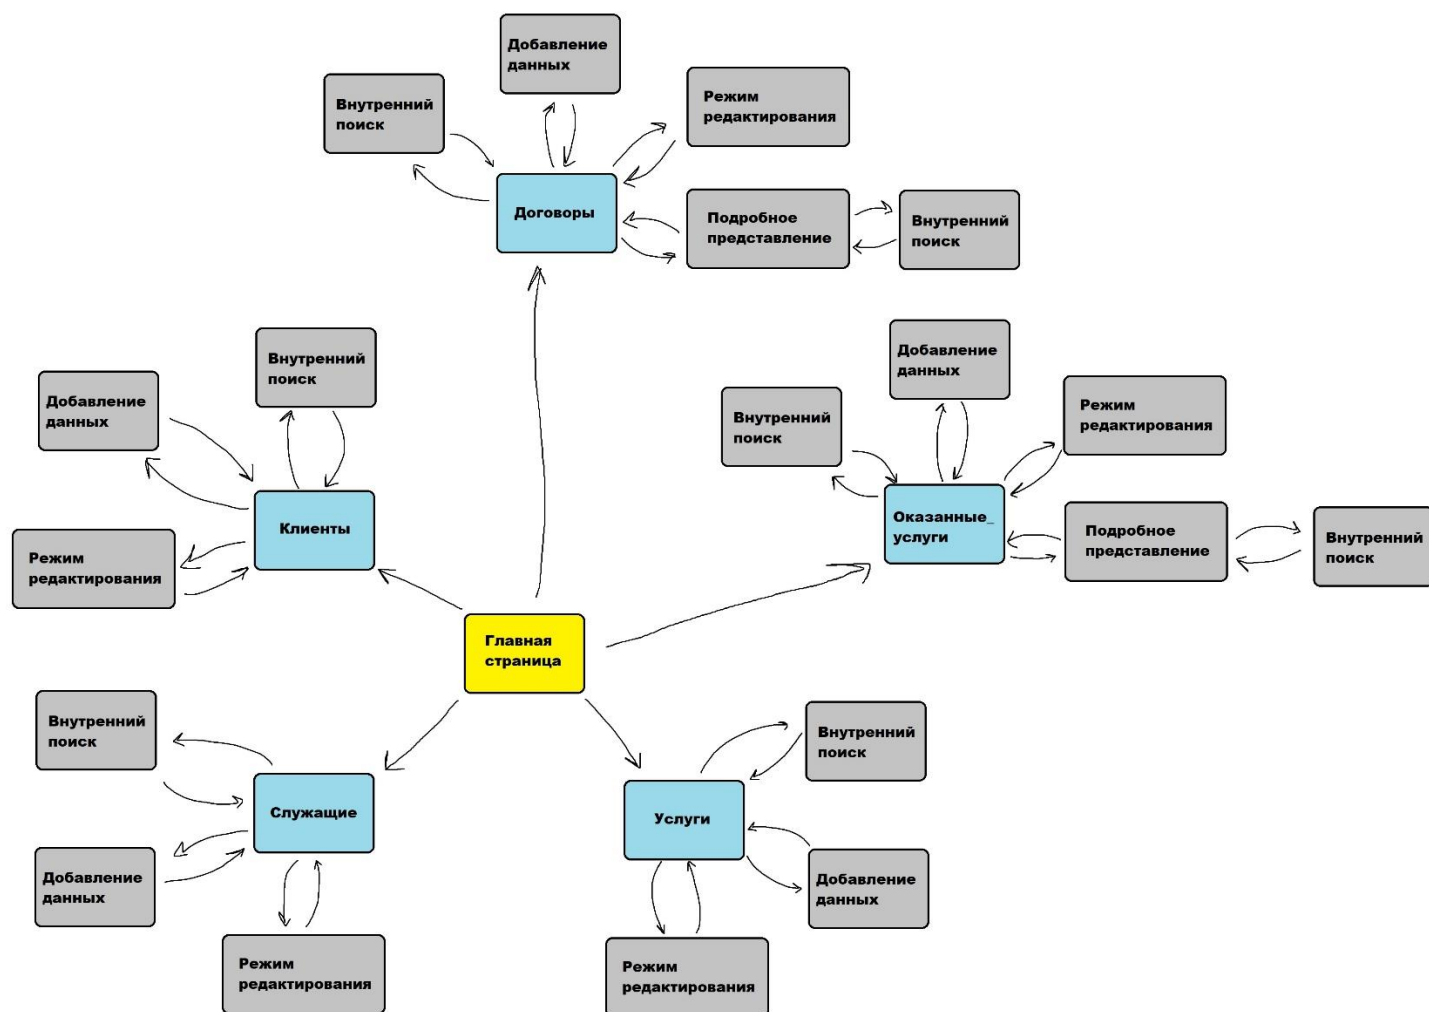 Добавление
данных
Внутренний
поиск
Режим
редактирования
Договоры
Подробное
представление
Внутренний
поиск
Внутренний
поиск
Добавление
данных
Клиенты
Режим
редактирования
Добавление
данных
Внутренний
поиск
Режим
редактирования
Оказанные_
услуги
Подробное
представление
Внутренний
поиск
Главная
страница
Внутренний
поиск
Служащие
Добавление
данных
Режим
редактирования
Внутренний
поиск
Услуги
Добавление
данных
Режим
редактирования